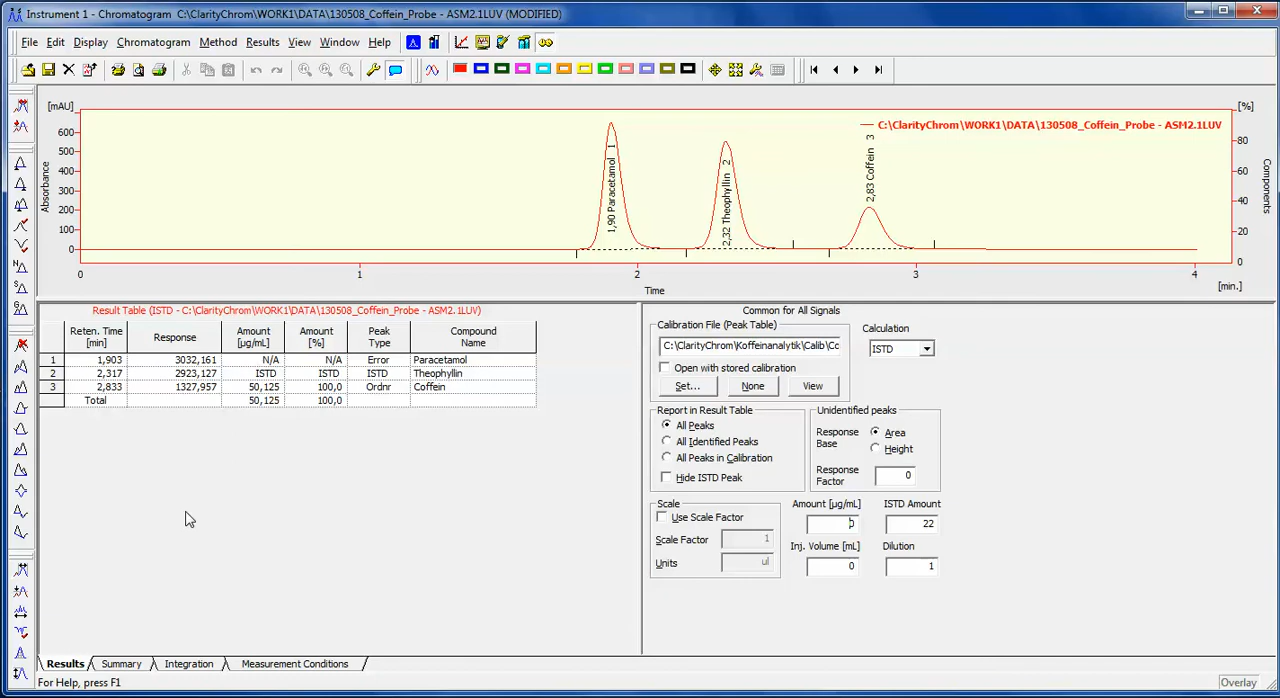 Instrument 1 - Chromatogram C:\ClarityChrom\WORK1\DATA\130508_Coffein_Probe - ASM2.1LUV (MODIFIED)
File Edit Display Chromatogram Method Results View Window Help
[mAU]
600
500
400
300
200
100
0
Absorbance
1,90 Paracetamol 1
2,32 Theophyllin 2
2,83 Coffein 3
C:\ClarityChrom\WORK1\DATA\130508_Coffein_Probe - ASM2.1LUV
[%]
80
60
40
20
0
Components
0 1 2 3 4
Time
[min.]
Result Table (ISTD - C:\ClarityChrom\WORK1\DATA\130508_Coffein_Probe - ASM2. 1LUV)
Reten. Time [min] Response Amount [µg/mL] Amount [%] Peak Type Compound Name
1 1,903 3032,161 N/A N/A Error Paracetamol
2 2,317 2923,127 ISTD ISTD ISTD Theophyllin
3 2,833 1327,957 50,125 100,0 Ordnr Coffein
Total 50,125 100,0
Common for All Signals
Calibration File (Peak Table)
C:\ClarityChrom\Koffeinanalytik\Calib\Co
Open with stored calibration
Set... None View
Calculation
ISTD
Report in Result Table
All Peaks
All Identified Peaks
All Peaks in Calibration
Hide ISTD Peak
Unidentified peaks
Response Base
Area
Height
Response Factor
0
Scale
Use Scale Factor
Scale Factor 1
Units ul
Amount [µg/mL] ISTD Amount
0 22
Inj. Volume [mL] Dilution
0 1
Results Summary Integration Measurement Conditions
For Help, press F1
Overlay